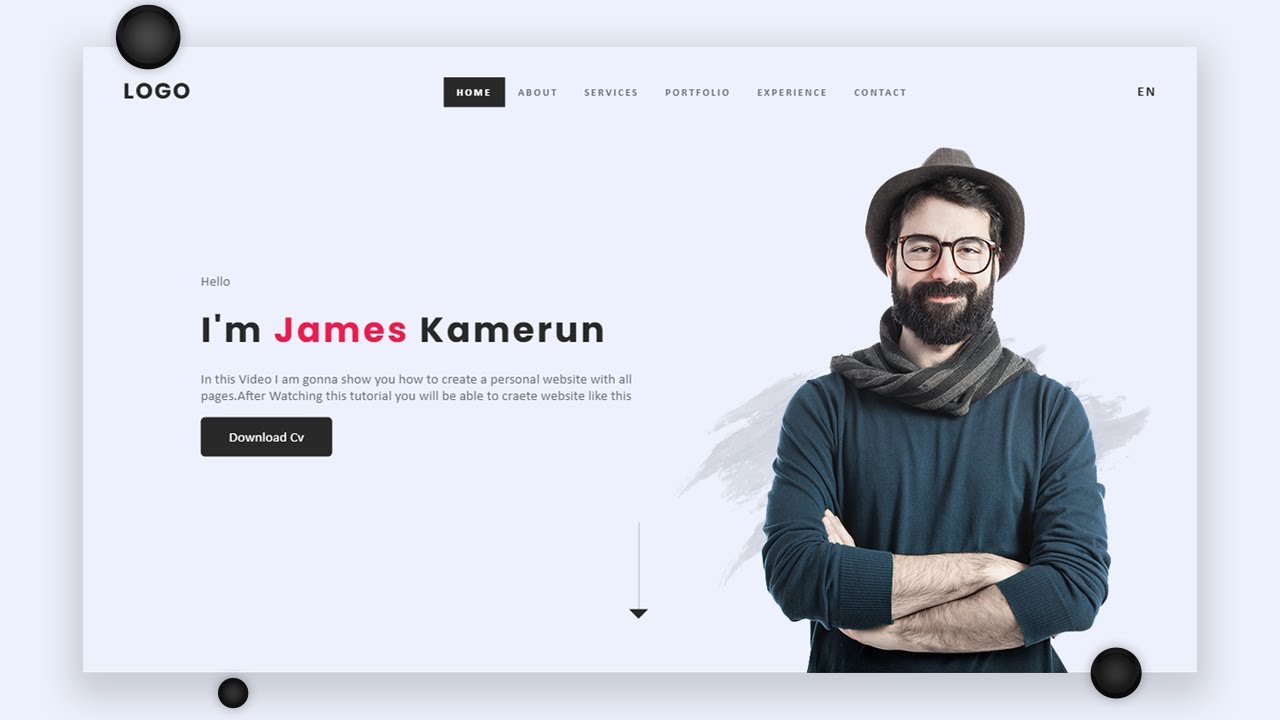 LOGO
HOME ABOUT SERVICES PORTFOLIO EXPERIENCE CONTACT
EN
Hello
I'm James Kamerun
In this Video I am gonna show you how to create a personal website with all
pages.After Watching this tutorial you will be able to craete website like this
Download Cv